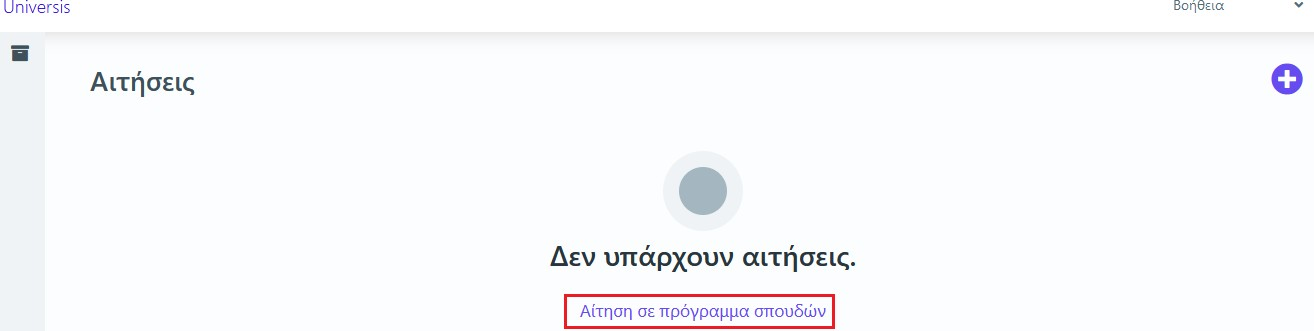 Universis
Βοήθεια
Αιτήσεις
Δεν υπάρχουν αιτήσεις.
Αίτηση σε πρόγραμμα σπουδών